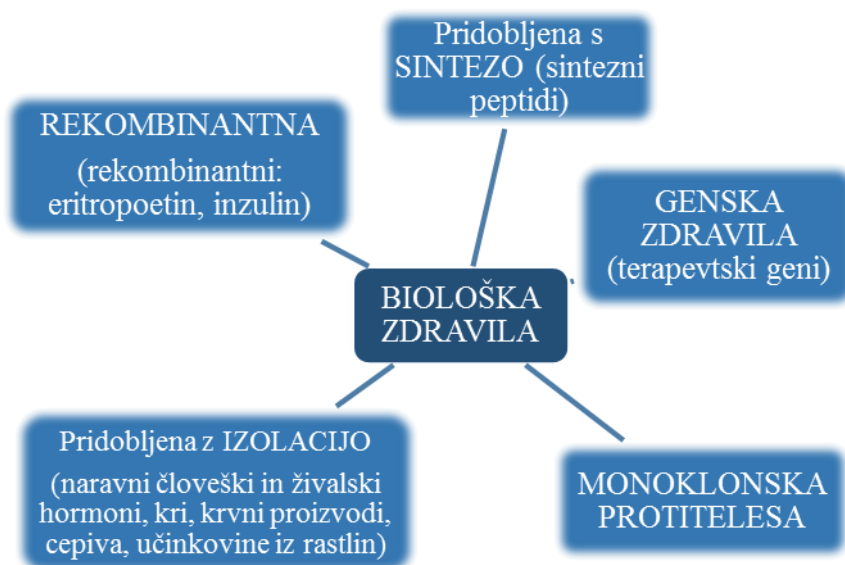 Pridobljena s
SINTEZO (sintezni
peptidi)
REKOMBINANTNA
(rekombinantni:
eritropoetin, inzulin)
GENSKA
ZDRAVILA
(terapevtski geni)
BIOLOŠKA
ZDRAVILA
Pridobljena z IZOLACIJO
(naravni človeški in živalski
hormoni, kri, krvni proizvodi,
cepiva, učinkovine iz rastlin)
MONOKLONSKA
PROTITELESA